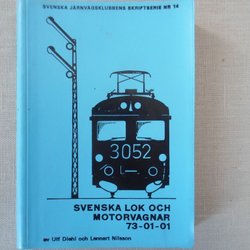 SVENSKA JÄRNVÄGSKLUBBENS SKRIFTSERIE NR 14
3052
SVENSKA LOK OCH
MOTORVAGNAR
73-01-01
av Ulf Diehl och Lennart Nilsson